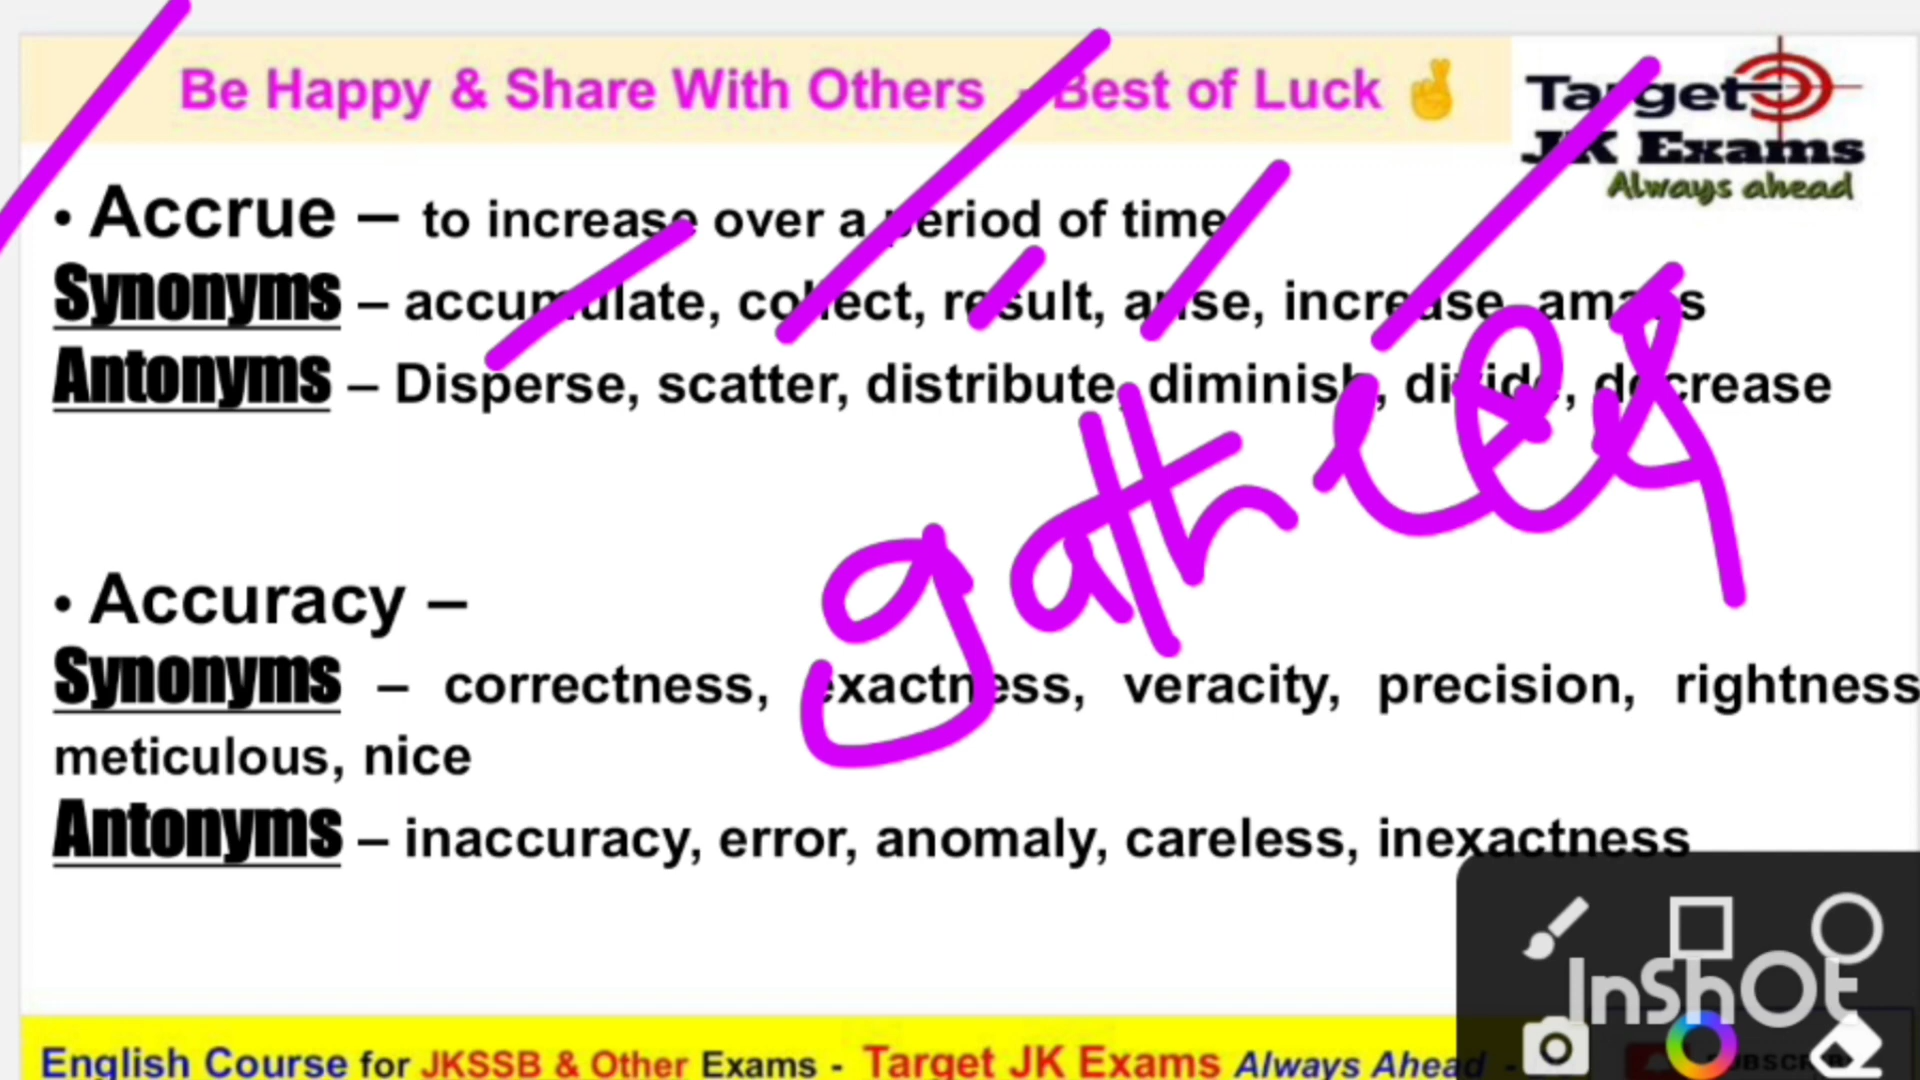 Be Happy & Share With Others - Best of Luck
Target
JK Exams
Always ahead
• Accrue – to increase over a period of time
Synonyms – accumulate, collect, result, arise, increase, amass
Antonyms – Disperse, scatter, distribute, diminish, divide, decrease
gather
• Accuracy –
Synonyms – correctness, exactness, veracity, precision, rightness
meticulous, nice
Antonyms – inaccuracy, error, anomaly, careless, inexactness
InShOt
English Course for JKSSB & Other Exams - Target JK Exams Always Ahead -